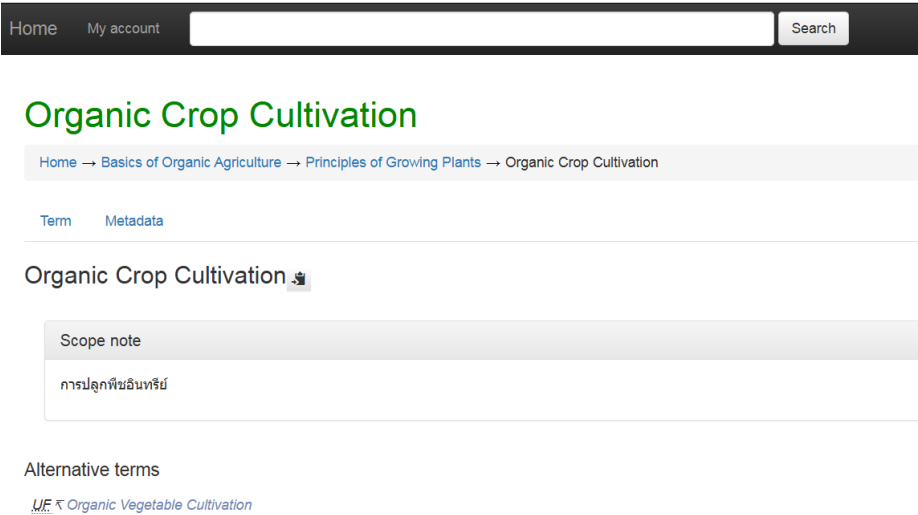 Home My account Search
Organic Crop Cultivation
Home → Basics of Organic Agriculture → Principles of Growing Plants → Organic Crop Cultivation
Term Metadata
Organic Crop Cultivation
Scope note
การปลูกพืชอินทรีย์
Alternative terms
UF ↸ Organic Vegetable Cultivation